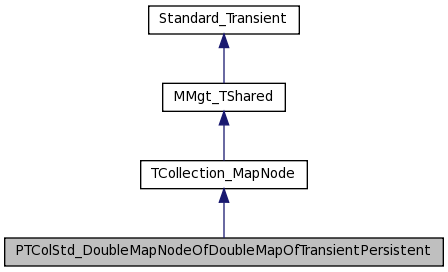 Standard_Transient
MMgt_TShared
TCollection_MapNode
PTColStd_DoubleMapNodeOfDoubleMapOfTransientPersistent